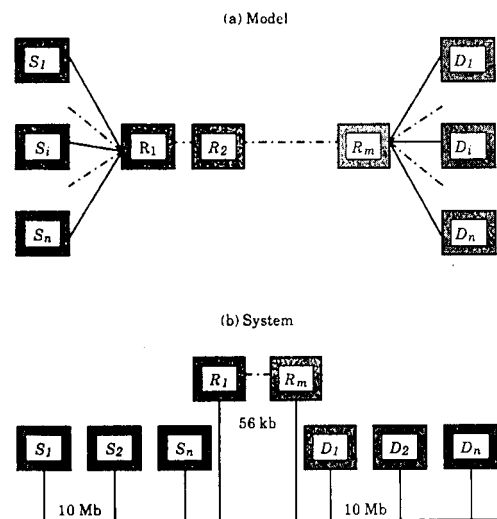 (a) Model
S1 D1
Si R1 R2 Rm Di
Sn Dn
(b) System
R1 Rm
56 kb
S1 S2 Sn D1 D2 Dn
10 Mb 10 Mb